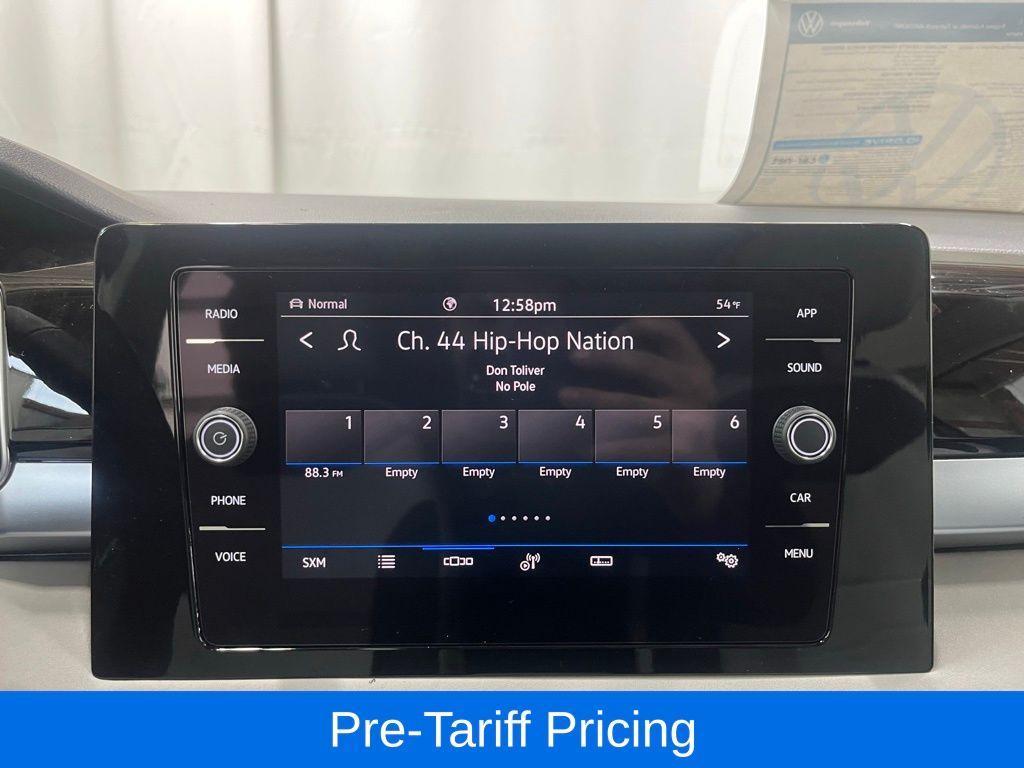 Volkswagen
RADIO
MEDIA
PHONE
VOICE
Normal
12:58pm
54 °F
< Ch. 44 Hip-Hop Nation >
Don Toliver
No Pole
1 2 3 4 5 6
88.3 FM Empty Empty Empty Empty Empty
SXM
APP
SOUND
CAR
MENU
Pre-Tariff Pricing